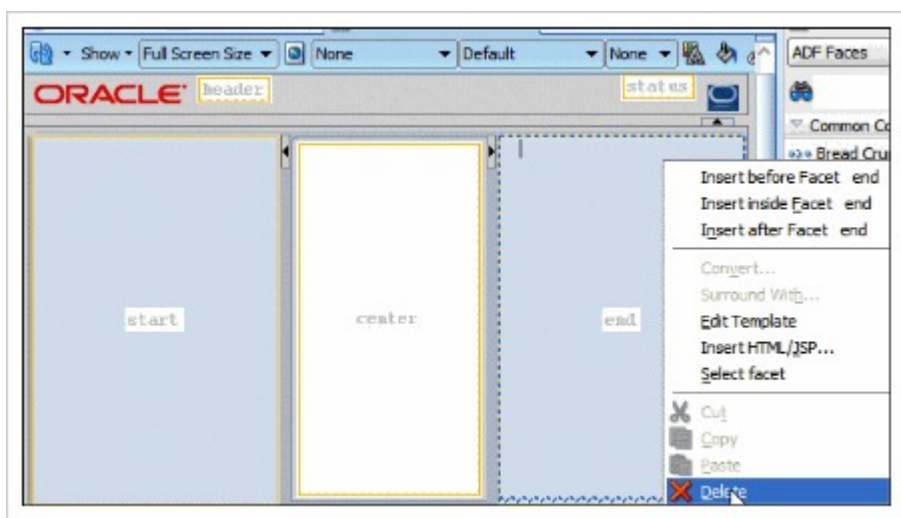 Show Full Screen Size None Default None ADF Faces
ORACLE header status
Common Co
Bread Cru
Insert before Facet end
Insert inside Facet end
Insert after Facet end
Convert...
Surround With...
Edit Template
Insert HTML/JSP...
Select facet
Cut
Copy
Paste
Delete
start center end